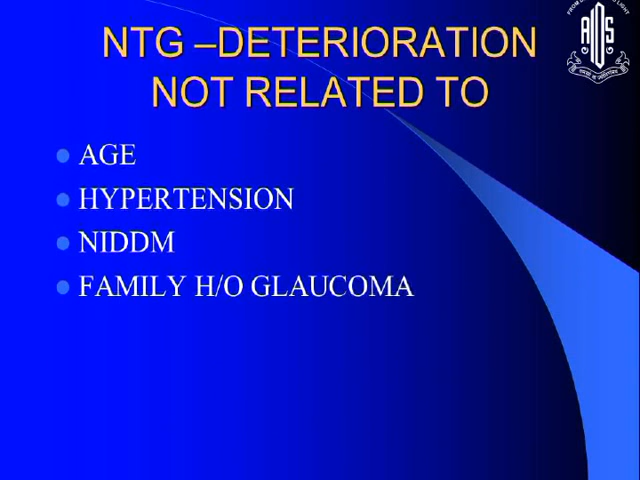 NTG –DETERIORATION
NOT RELATED TO
AGE
HYPERTENSION
NIDDM
FAMILY H/O GLAUCOMA